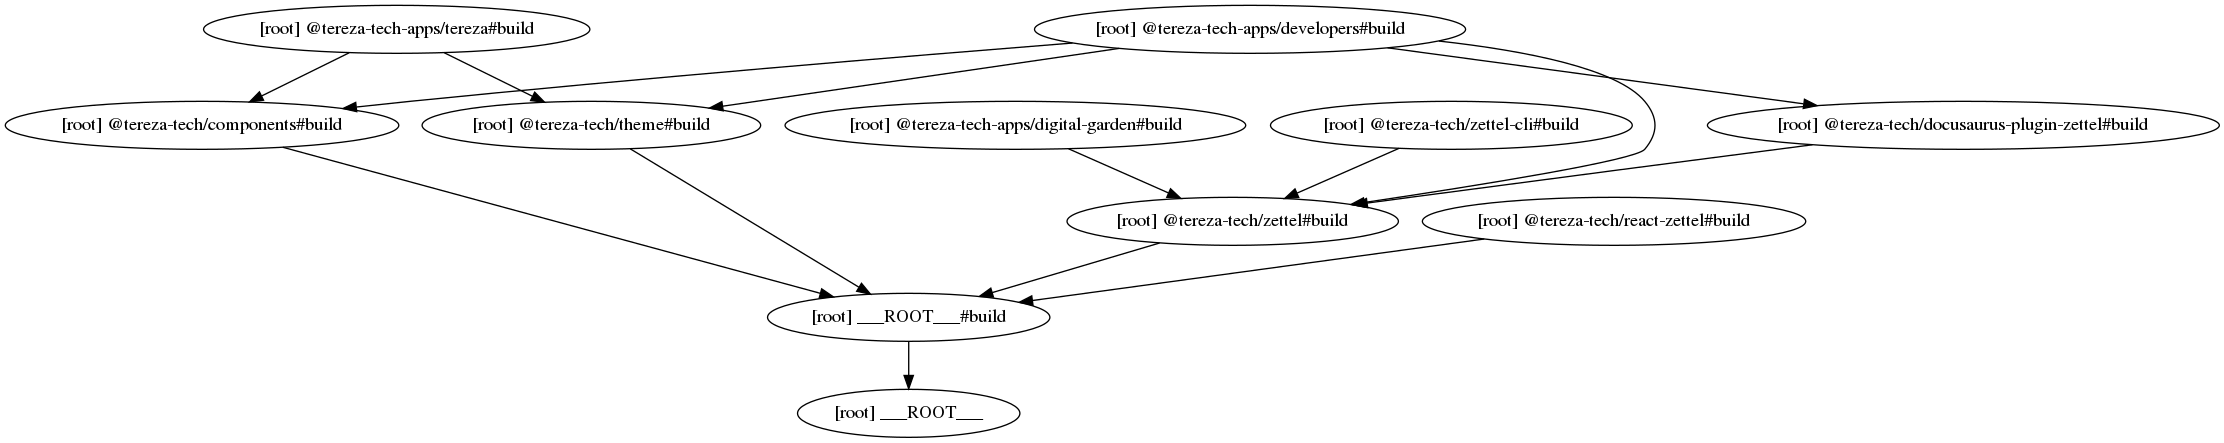 [root] @tereza-tech-apps/tereza#build
[root] @tereza-tech-apps/developers#build
[root] @tereza-tech/components#build
[root] @tereza-tech/theme#build
[root] @tereza-tech-apps/digital-garden#build
[root] @tereza-tech/zettel-cli#build
[root] @tereza-tech/docusaurus-plugin-zettel#build
[root] @tereza-tech/zettel#build
[root] @tereza-tech/react-zettel#build
[root] ___ROOT___#build
[root] ___ROOT___